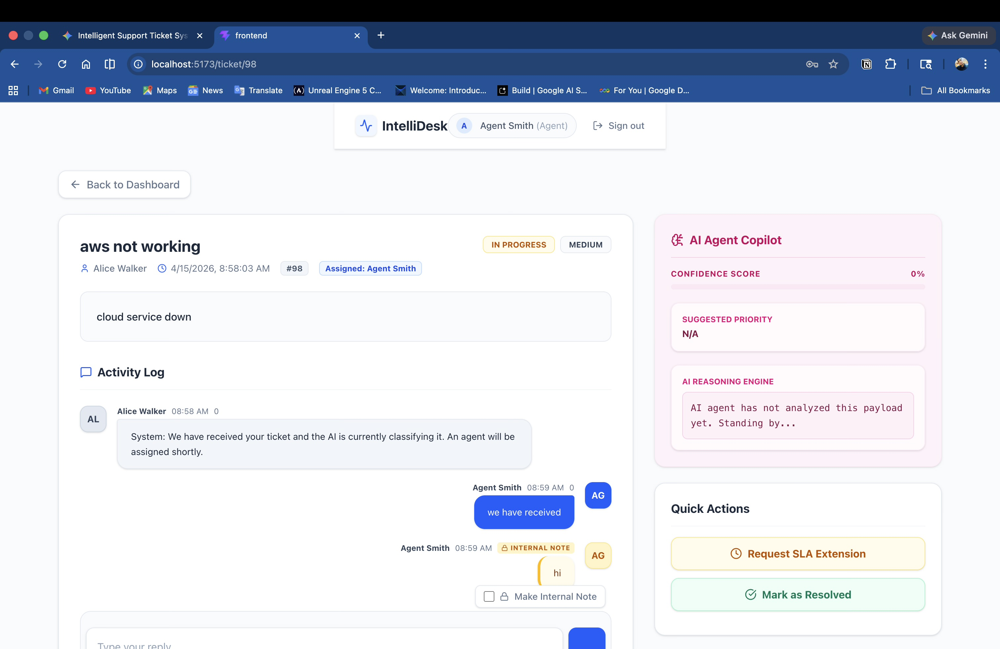 Intelligent Support Ticket Sys
frontend
Ask Gemini
localhost:5173/ticket/98
Gmail
YouTube
Maps
News
Translate
Unreal Engine 5 C...
Welcome: Introduc...
Build | Google AI S...
For You | Google D...
All Bookmarks
IntelliDesk
A
Agent Smith (Agent)
Sign out
Back to Dashboard
aws not working
IN PROGRESS
MEDIUM
Alice Walker
4/15/2026, 8:58:03 AM
#98
Assigned: Agent Smith
cloud service down
Activity Log
AL
Alice Walker 08:58 AM 0
System: We have received your ticket and the AI is currently classifying it. An agent will be
assigned shortly.
Agent Smith 08:59 AM 0
AG
we have received
Agent Smith 08:59 AM INTERNAL NOTE
AG
hi
Make Internal Note
Type your reply
AI Agent Copilot
CONFIDENCE SCORE 0%
SUGGESTED PRIORITY
N/A
AI REASONING ENGINE
AI agent has not analyzed this payload
yet. Standing by...
Quick Actions
Request SLA Extension
Mark as Resolved